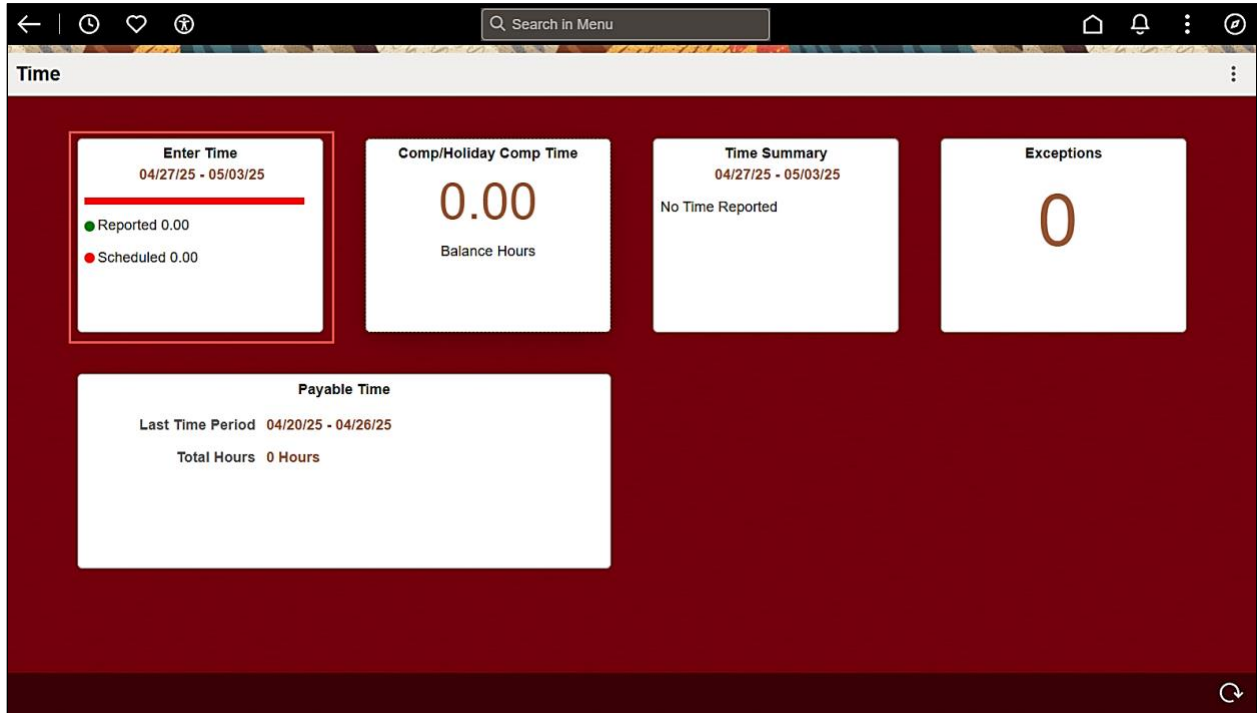 Search in Menu
Time
Enter Time
04/27/25 - 05/03/25
Reported 0.00
Scheduled 0.00
Comp/Holiday Comp Time
0.00
Balance Hours
Time Summary
04/27/25 - 05/03/25
No Time Reported
Exceptions
0
Payable Time
Last Time Period 04/20/25 - 04/26/25
Total Hours 0 Hours